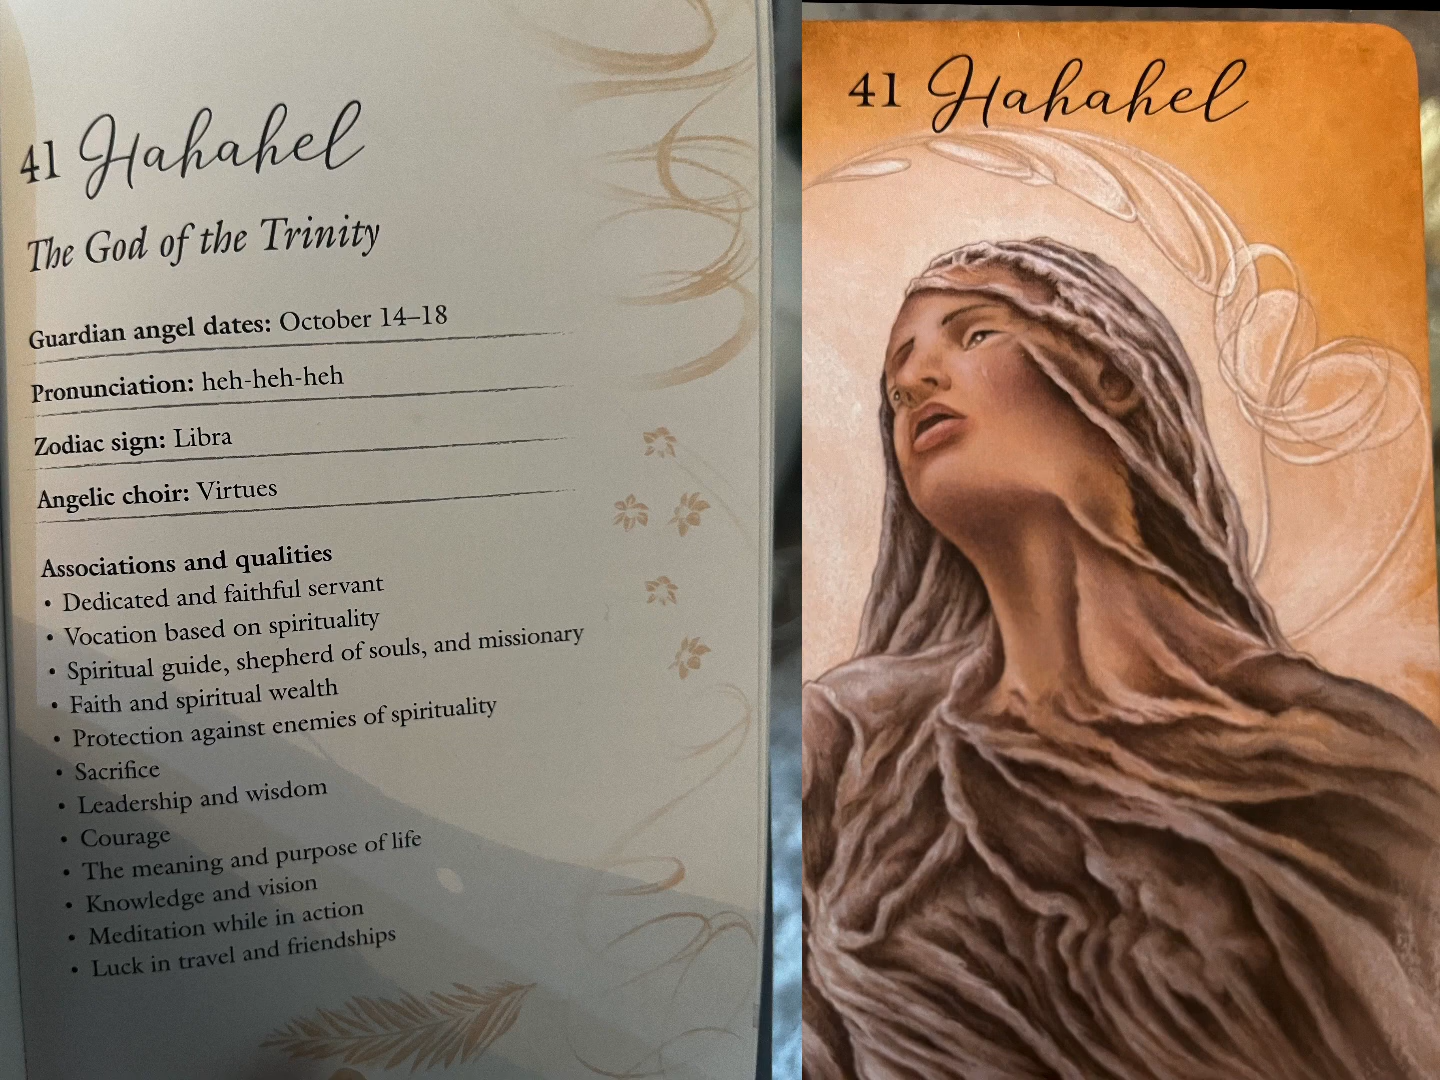 41 Hahahel
The God of the Trinity
Guardian angel dates: October 14–18
Pronunciation: heh-heh-heh
Zodiac sign: Libra
Angelic choir: Virtues
Associations and qualities
• Dedicated and faithful servant
• Vocation based on spirituality
• Spiritual guide, shepherd of souls, and missionary
• Faith and spiritual wealth
• Protection against enemies of spirituality
• Sacrifice
• Leadership and wisdom
• Courage
• The meaning and purpose of life
• Knowledge and vision
• Meditation while in action
• Luck in travel and friendships
41 Hahahel